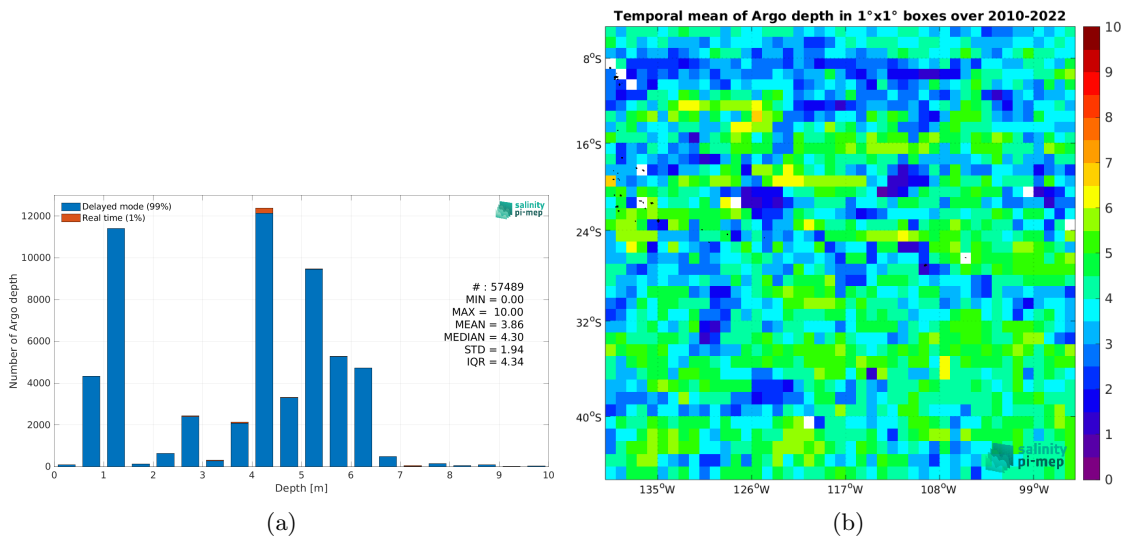 Delayed mode (99%)
Real time (1%)
salinity
pi-mep
Number of Argo depth
12000
10000
8000
6000
4000
2000
0
# : 57489
MIN = 0.00
MAX = 10.00
MEAN = 3.86
MEDIAN = 4.30
STD = 1.94
IQR = 4.34
0 1 2 3 4 5 6 7 8 9 10
Depth [m]
(a)
Temporal mean of Argo depth in 1°x1° boxes over 2010-2022
8°S
16°S
24°S
32°S
40°S
135°W 126°W 117°W 108°W 99°W
salinity
pi-mep
10
9
8
7
6
5
4
3
2
1
0
(b)